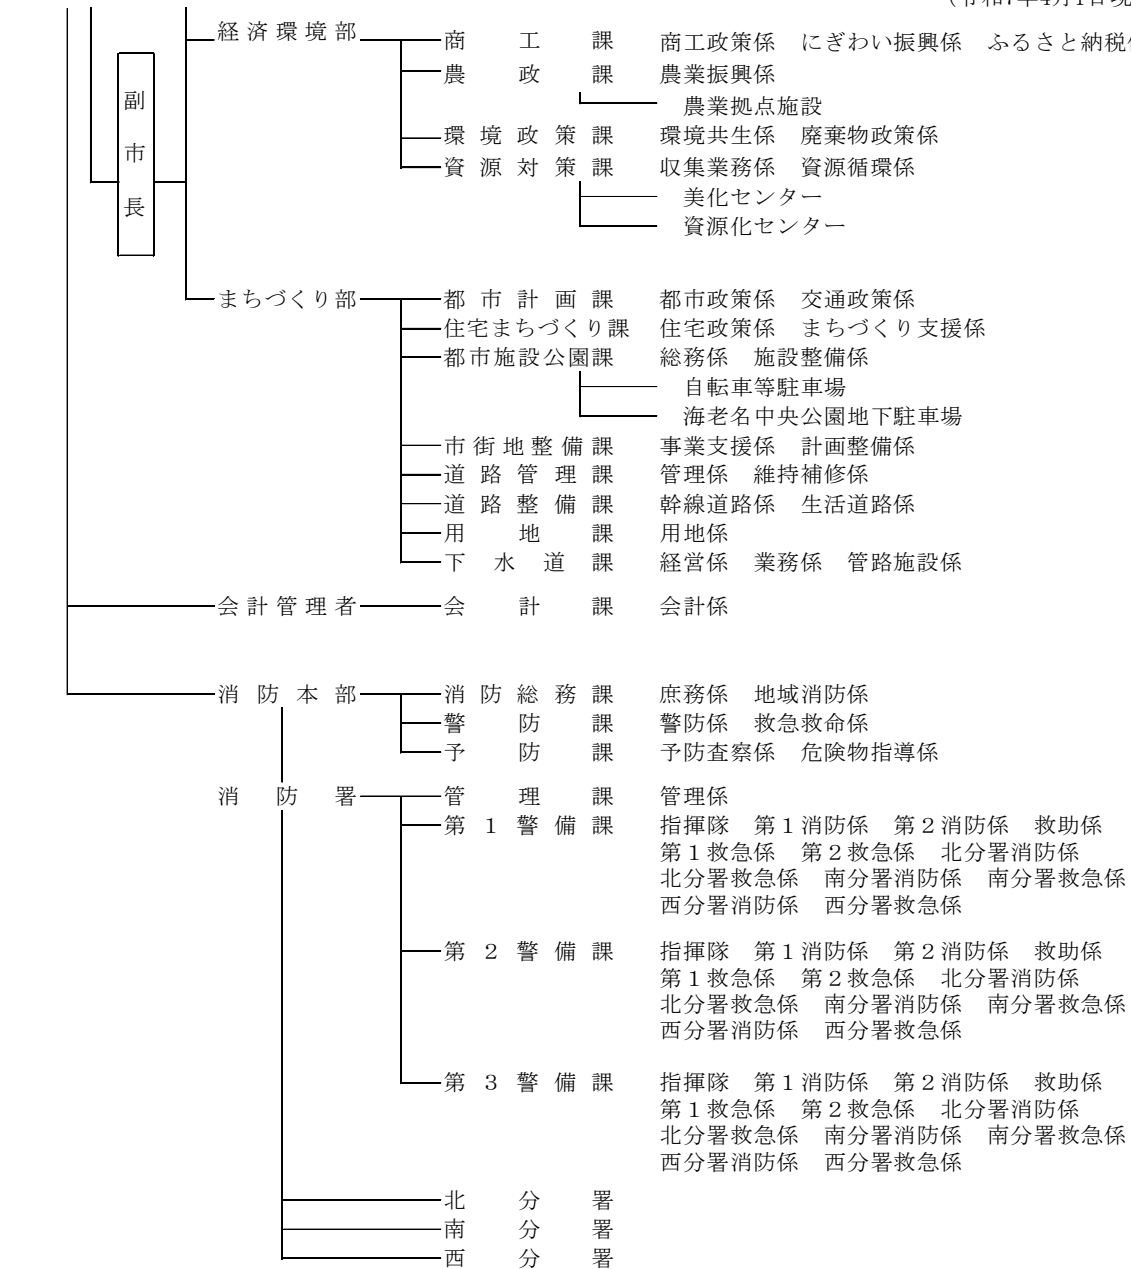 (令和7年4月1日現
経済環境部 商工課 商工政策係 にぎわい振興係 ふるさと納税
農政課 農業振興係
農業拠点施設
環境政策課 環境共生係 廃棄物政策係
資源対策課 収集業務係 資源循環係
美化センター
資源化センター
副市長
まちづくり部 都市計画課 都市政策係 交通政策係
住宅まちづくり課 住宅政策係 まちづくり支援係
都市施設公園課 総務係 施設整備係
自転車等駐車場
海老名中央公園地下駐車場
市街地整備課 事業支援係 計画整備係
道路管理課 管理係 維持補修係
道路整備課 幹線道路係 生活道路係
用地課 用地係
下水道課 経営係 業務係 管路施設係
会計管理者 会計課 会計係
消防本部 消防総務課 庶務係 地域消防係
警防課 警防係 救急救命係
予防課 予防査察係 危険物指導係
消防署 管理課 管理係
第1警備課 指揮隊 第1消防係 第2消防係 救助係
第1救急係 第2救急係 北分署消防係
北分署救急係 南分署消防係 南分署救急係
西分署消防係 西分署救急係
第2警備課 指揮隊 第1消防係 第2消防係 救助係
第1救急係 第2救急係 北分署消防係
北分署救急係 南分署消防係 南分署救急係
西分署消防係 西分署救急係
第3警備課 指揮隊 第1消防係 第2消防係 救助係
第1救急係 第2救急係 北分署消防係
北分署救急係 南分署消防係 南分署救急係
西分署消防係 西分署救急係
北分署
南分署
西分署